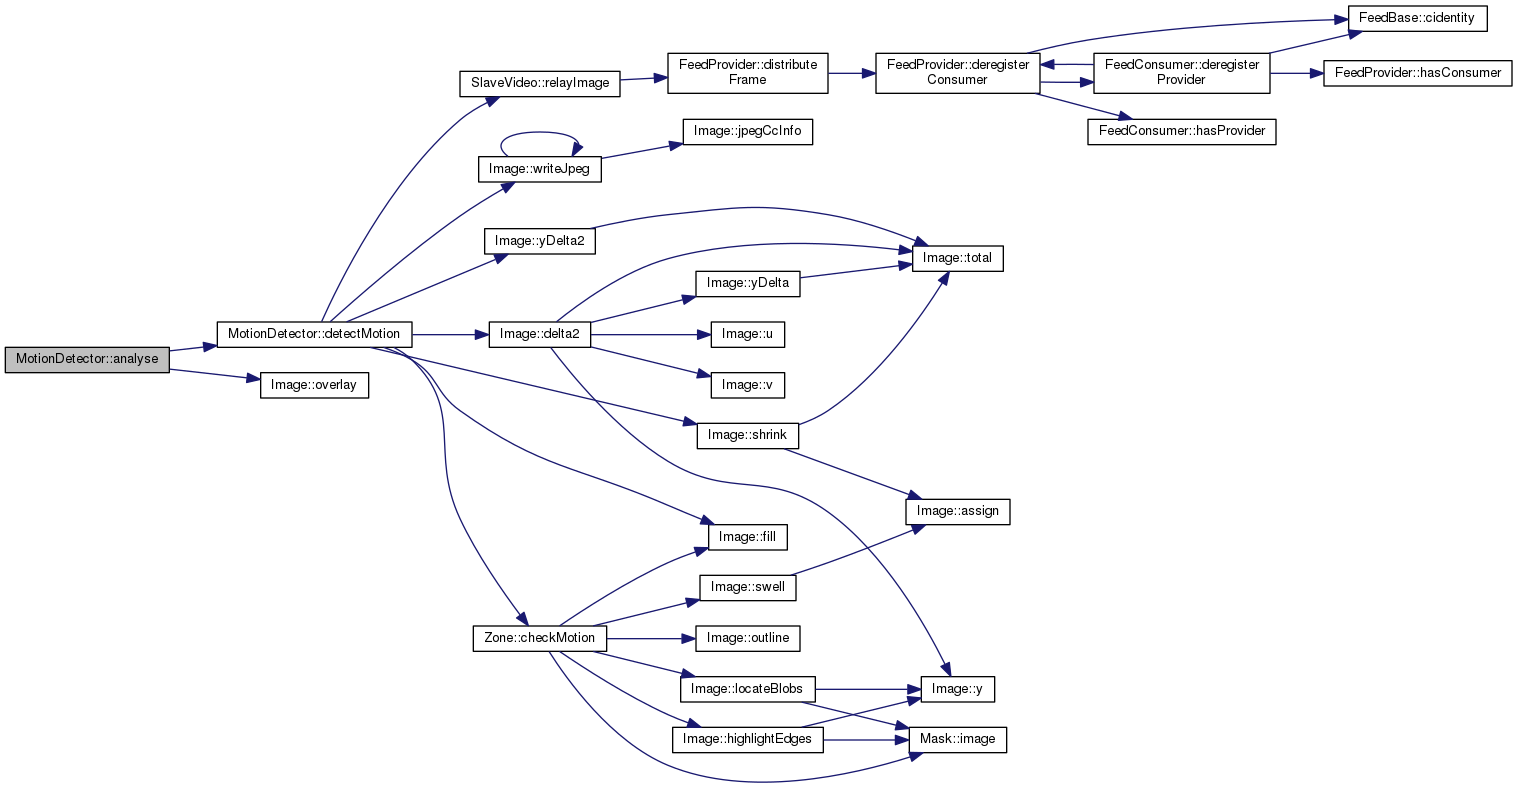 FeedBase::cidentity
FeedProvider::distribute
Frame
FeedProvider::deregister
Consumer
FeedConsumer::deregister
Provider
FeedProvider::hasConsumer
SlaveVideo::relayImage
Image::jpegCcInfo
FeedConsumer::hasProvider
Image::writeJpeg
Image::yDelta2
Image::total
Image::yDelta
MotionDetector::detectMotion
Image::delta2
Image::u
MotionDetector::analyse
Image::overlay
Image::v
Image::shrink
Image::assign
Image::fill
Image::swell
Zone::checkMotion
Image::outline
Image::locateBlobs
Image::y
Image::highlightEdges
Mask::image